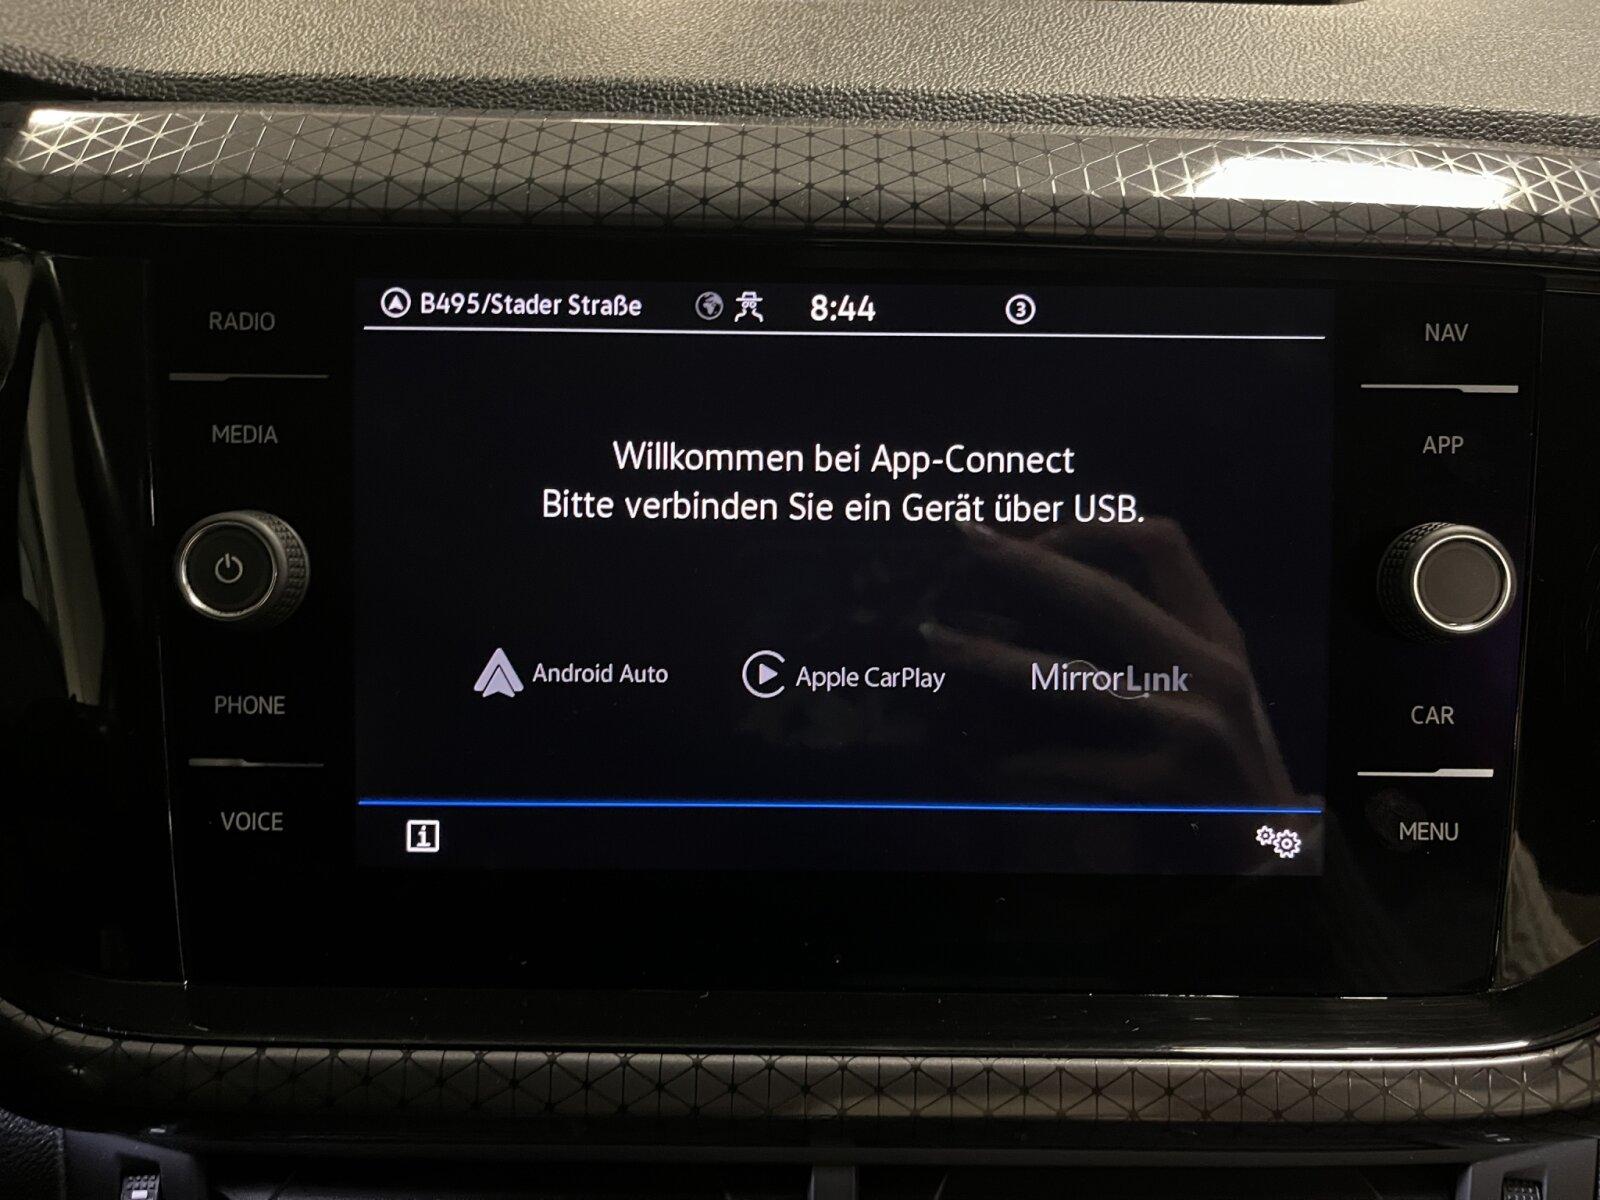 RADIO
MEDIA
PHONE
VOICE
B495/Stader Straße
8:44
3
Willkommen bei App-Connect
Bitte verbinden Sie ein Gerät über USB.
Android Auto
Apple CarPlay
MirrorLink
i
NAV
APP
CAR
MENU